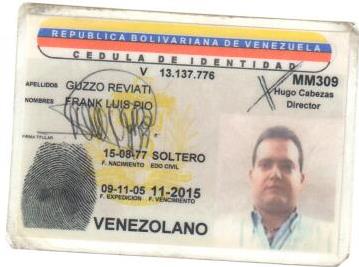 REPUBLICA BOLIVARIANA DE VENEZUELA
CEDULA DE IDENTIDAD
V 13.137.776
MM309
Hugo Cabezas
Director
APELLIDOS GUZZO REVIATI
NOMBRES FRANK LUIS PIO
FIRMA TITULAR
15-08-77 SOLTERO
F. NACIMIENTO EDO CIVIL
09-11-05 11-2015
F. EXPEDICION F. VENCIMIENTO
VENEZOLANO